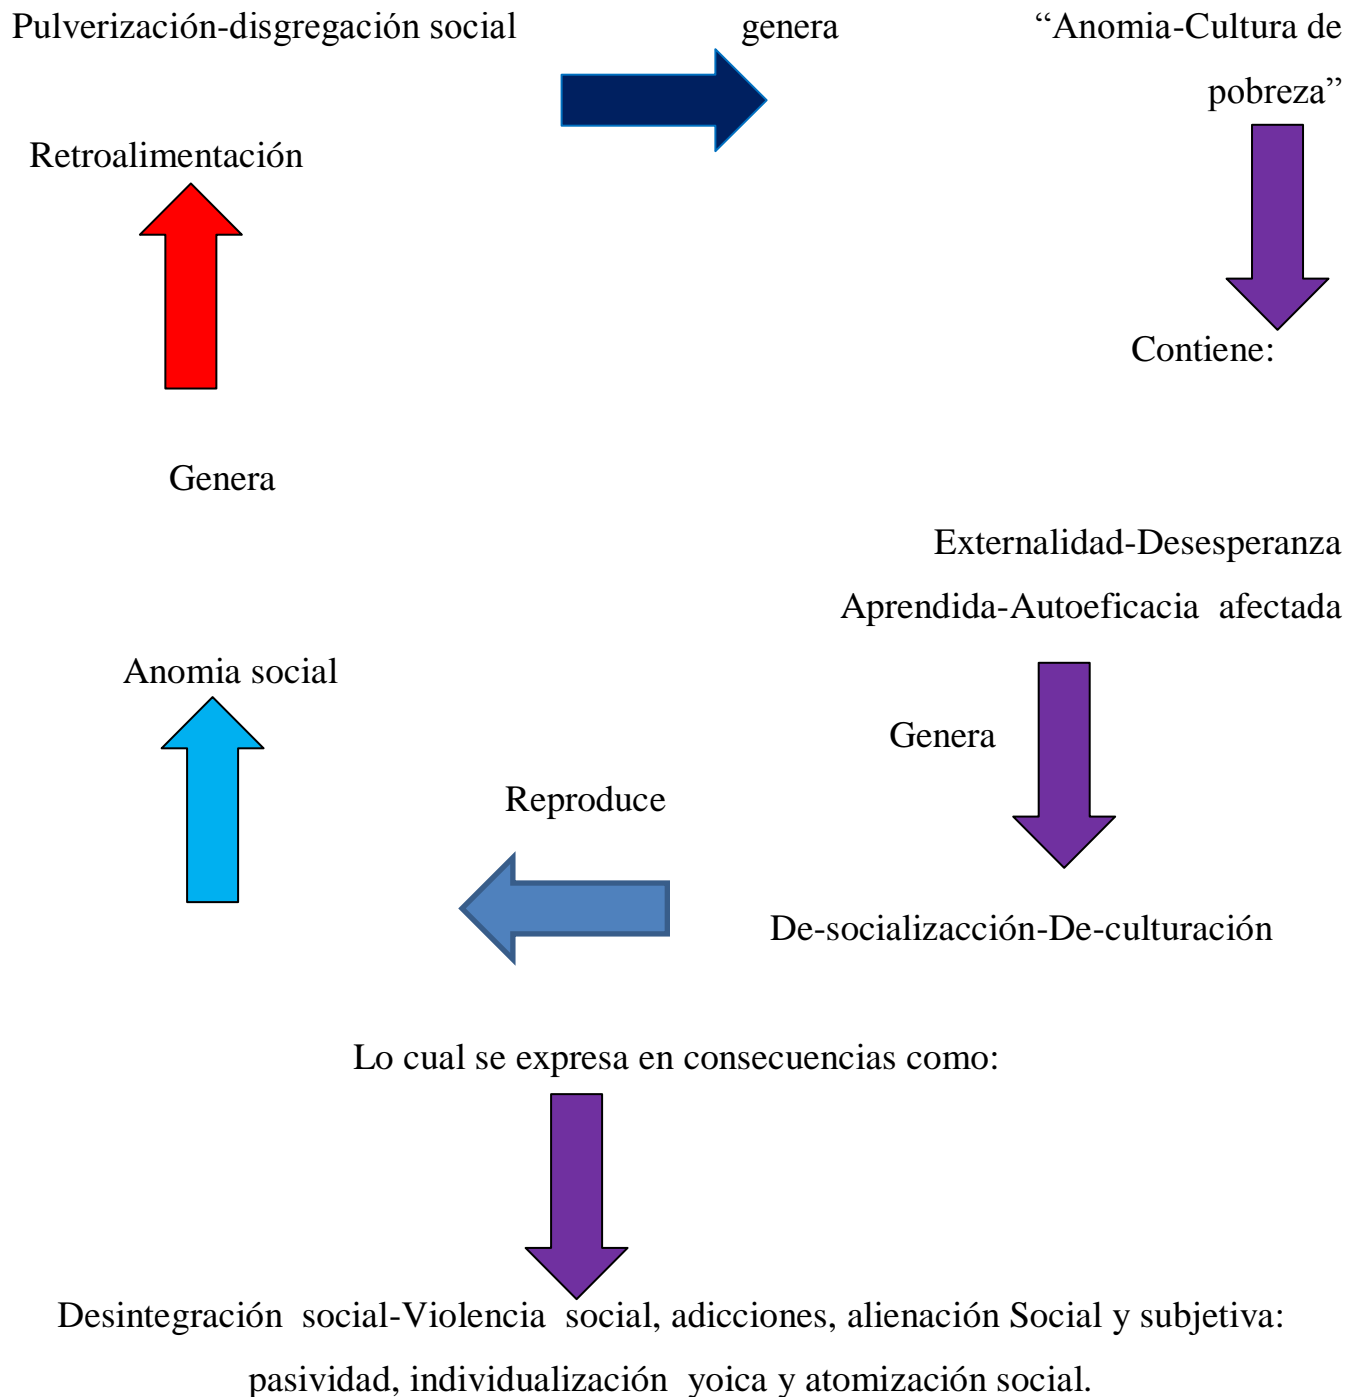 Pulverización-disgregación social genera “Anomia-Cultura de
pobreza”
Retroalimentación
Contiene:
Genera
Externalidad-Desesperanza
Aprendida-Autoeficacia afectada
Anomia social
Genera
Reproduce
De-socializacción-De-culturación
Lo cual se expresa en consecuencias como:
Desintegración social-Violencia social, adicciones, alienación Social y subjetiva:
pasividad, individualización yoica y atomización social.